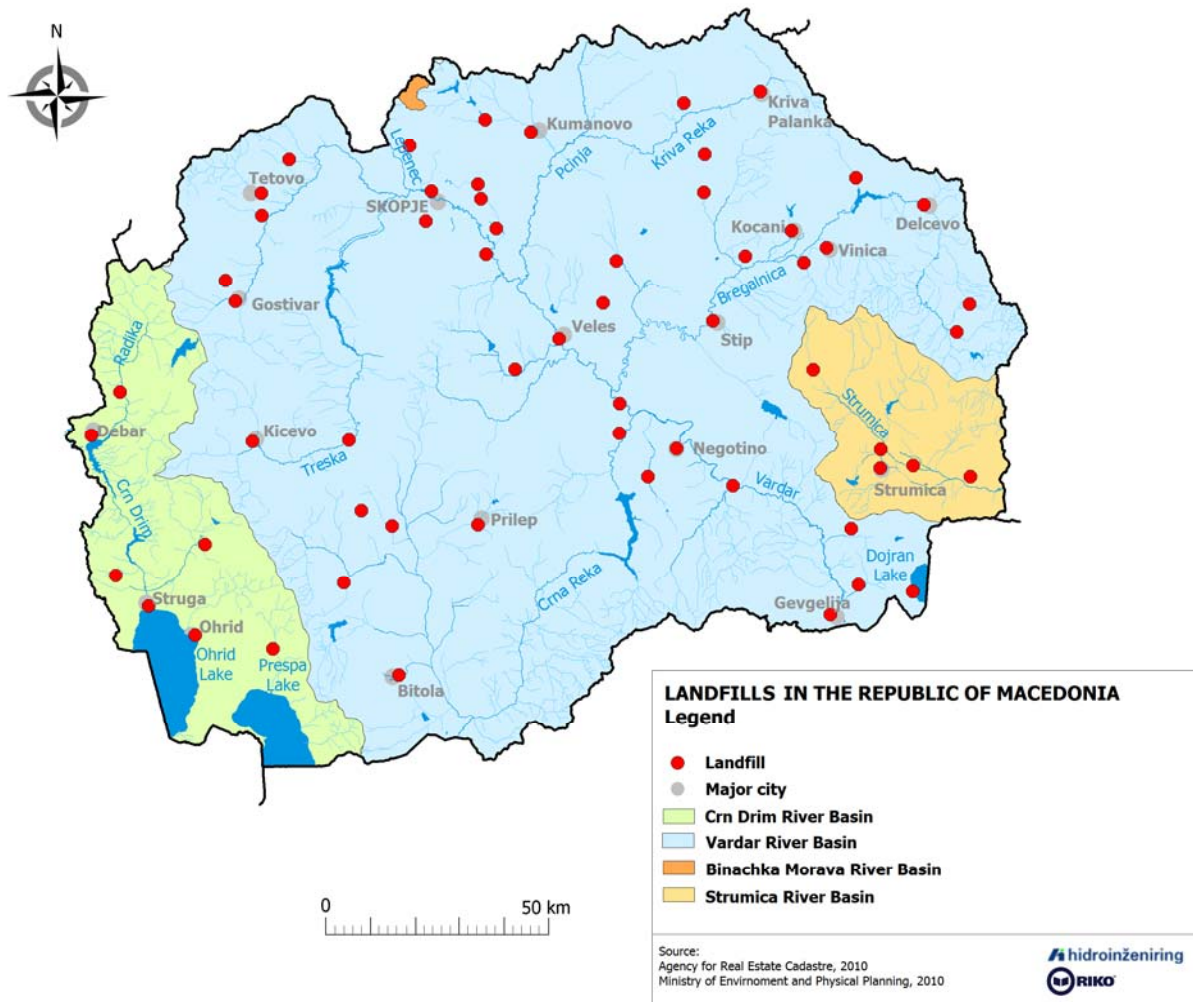 N
Kumanovo
Kriva
Palanka
Lepenec
Pcinja
Kriva Reka
Tetovo
SKOPJE
Kocani
Delcevo
Vinica
Bregalnica
Gostivar
Radika
Veles
Stip
Strumica
Debar
Kicevo
Treska
Negotino
Vardar
Strumica
Crn Drim
Prilep
Crna Reka
Dojran
Lake
Struga
Gevgelija
Ohrid
Ohrid
Lake
Prespa
Lake
Bitola
LANDFILLS IN THE REPUBLIC OF MACEDONIA
Legend
Landfill
Major city
Crn Drim River Basin
Vardar River Basin
Binachka Morava River Basin
Strumica River Basin
0 50 km
Source:
Agency for Real Estate Cadastre, 2010
Ministry of Envirnoment and Physical Planning, 2010
hidroinženiring
RIKO